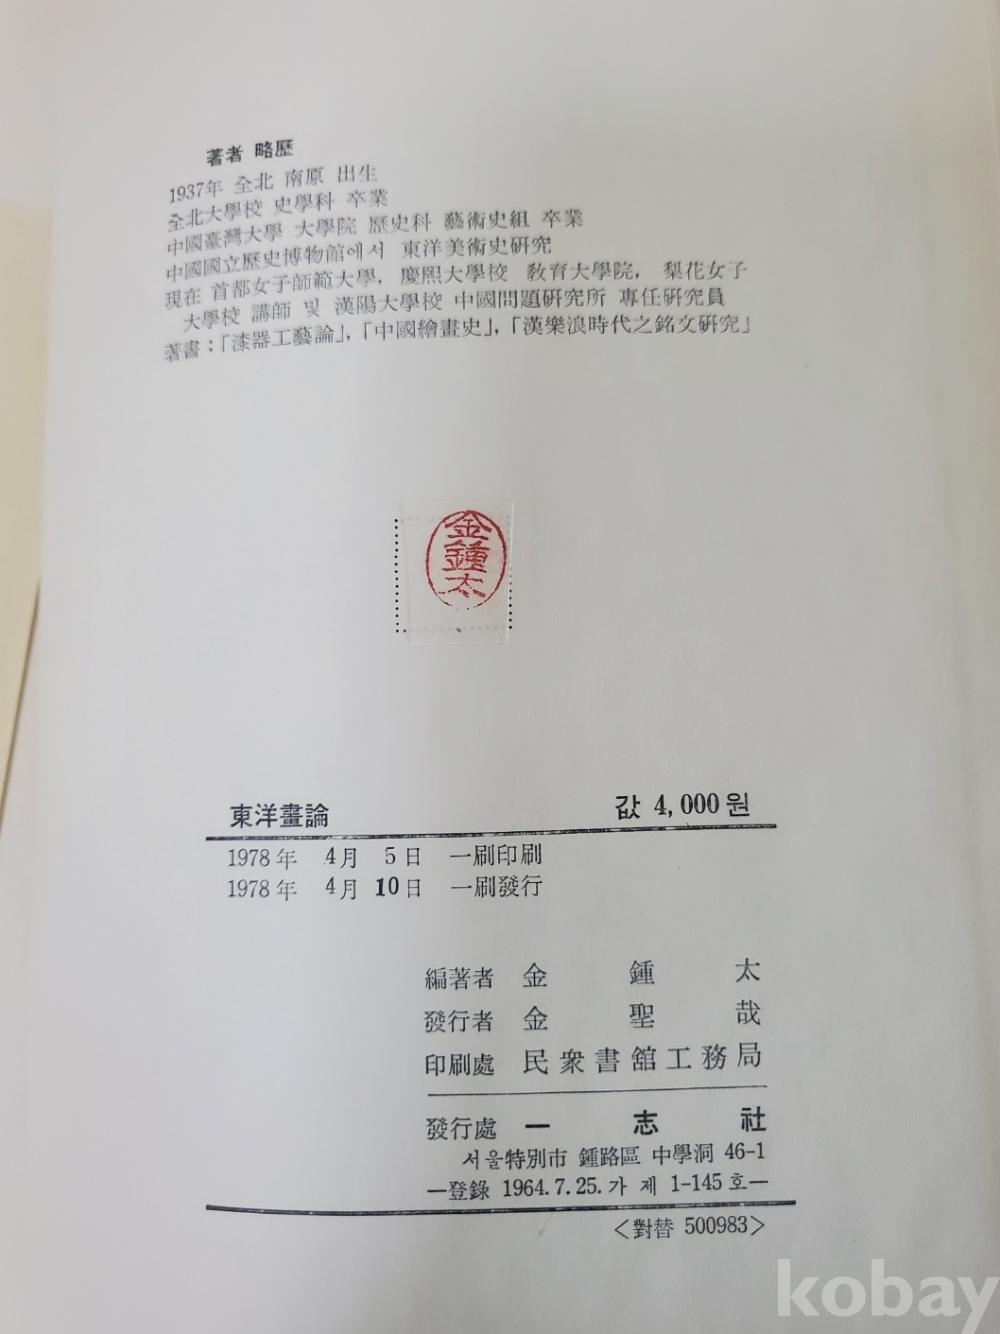 著者 略歷
1937年 全北 南原 出生
全北大學校 史學科 卒業
中國臺灣大學 大學院 歷史科 藝術史組 卒業
中國國立歷史博物館에서 東洋美術史硏究
現在 首都女子師範大學, 慶熙大學校 敎育大學院, 梨花女子
大學校 講師 및 漢陽大學校 中國問題硏究所 專任硏究員
著書:「漆器工藝論」,「中國繪畫史」,「漢樂浪時代之銘文硏究」
金鍾太
東洋畫論 값 4,000원
1978年 4月 5日 一刷印刷
1978年 4月 10日 一刷發行
編著者 金鍾太
發行者 金聖哉
印刷處 民衆書館工務局
發行處 一志社
서울特別市 鍾路區 中學洞 46-1
—登錄 1964.7.25. 가 제 1-145호—
<對替 500983>
kobay